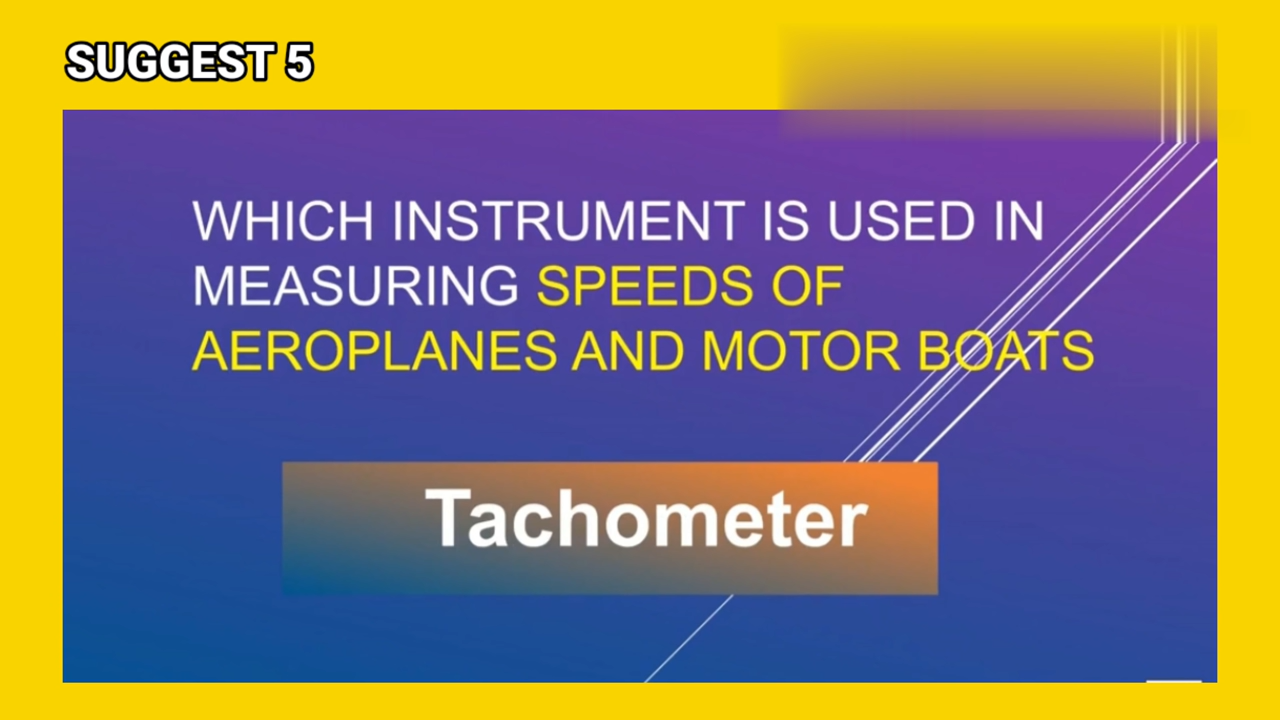 SUGGEST 5
WHICH INSTRUMENT IS USED IN
MEASURING SPEEDS OF
AEROPLANES AND MOTOR BOATS
Tachometer